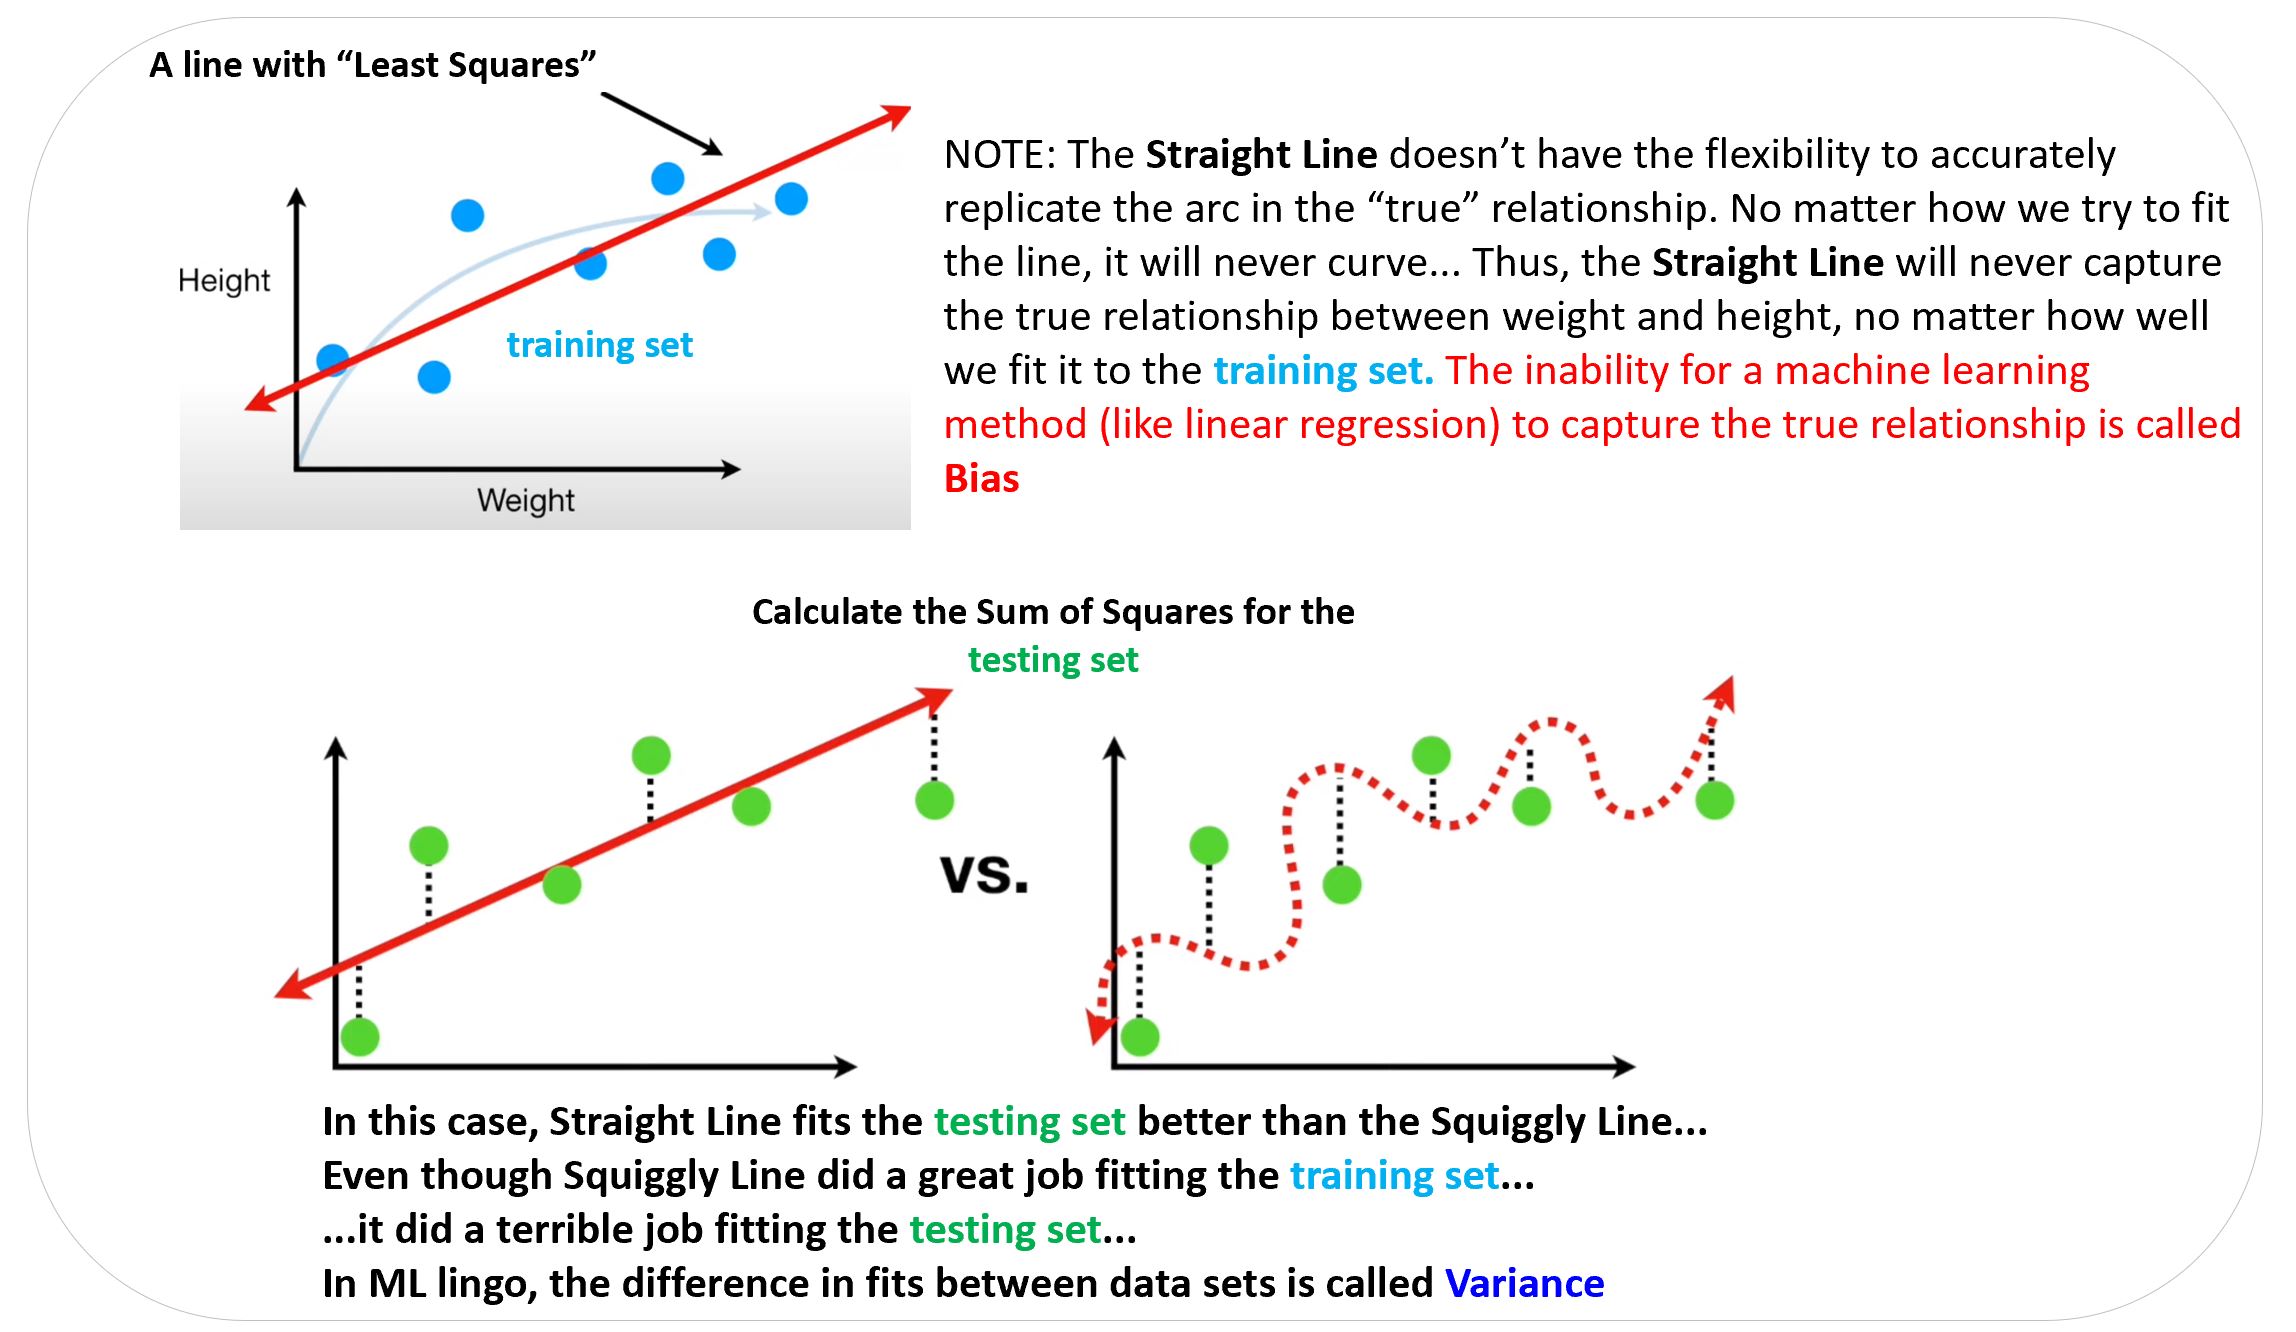 A line with “Least Squares”
Height
training set
Weight
NOTE: The Straight Line doesn’t have the flexibility to accurately
replicate the arc in the “true” relationship. No matter how we try to fit
the line, it will never curve... Thus, the Straight Line will never capture
the true relationship between weight and height, no matter how well
we fit it to the training set. The inability for a machine learning
method (like linear regression) to capture the true relationship is called
Bias
Calculate the Sum of Squares for the
testing set
vs.
In this case, Straight Line fits the testing set better than the Squiggly Line...
Even though Squiggly Line did a great job fitting the training set...
...it did a terrible job fitting the testing set...
In ML lingo, the difference in fits between data sets is called Variance